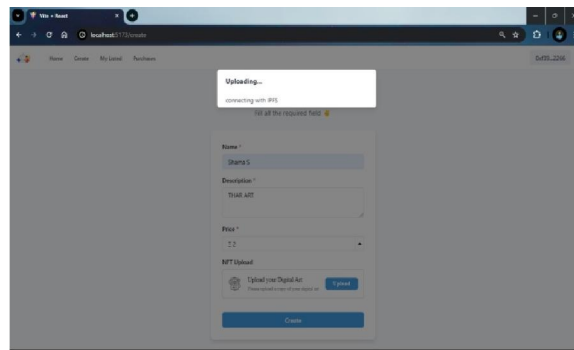 Vite + React
localhost:5173/create
Home Create My Listed Purchases
Uploading...
connecting with IPFS
Fill all the required field
Name *
Shams S
Description *
THAR ART
Price *
2.2
NFT Upload
Upload your Digital Art
Upload
Create